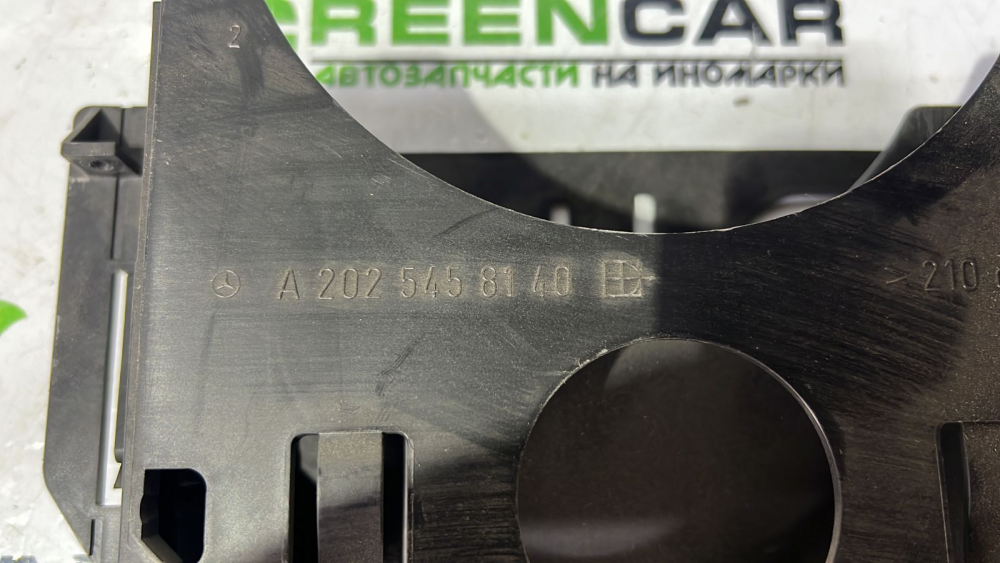 GREENCAR
АВТОЗАПЧАСТИ НА ИНОМАРКИ
2
A 202 545 81 40
> 210